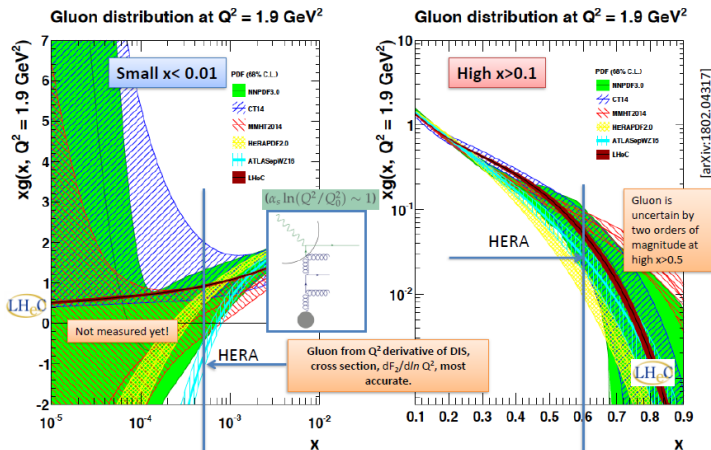 Gluon distribution at Q² = 1.9 GeV²
xg(x, Q² = 1.9 GeV²)
7
6
5
4
3
2
1
0
-1
-2
Small x< 0.01
PDF (68% C.L.)
NNPDF3.0
CT14
MMHT2014
HERAPDF2.0
ATLASepWZ16
LHeC
(αₛ ln(Q²/Q₀²) ∼ 1)
LHeC
Not measured yet!
HERA
Gluon from Q² derivative of DIS,
cross section, dF₂/dln Q², most
accurate.
10⁻⁵
10⁻⁴
10⁻³
10⁻²
x
Gluon distribution at Q² = 1.9 GeV²
xg(x, Q² = 1.9 GeV²)
10
1
10⁻¹
10⁻²
High x>0.1
PDF (68% C.L.)
NNPDF3.0
CT14
MMHT2014
HERAPDF2.0
ATLASepWZ16
LHeC
[arXiv:1802.04317]
HERA
Gluon is
uncertain by
two orders of
magnitude at
high x>0.5
LHeC
0.1 0.2 0.3 0.4 0.5 0.6 0.7 0.8 0.9
x